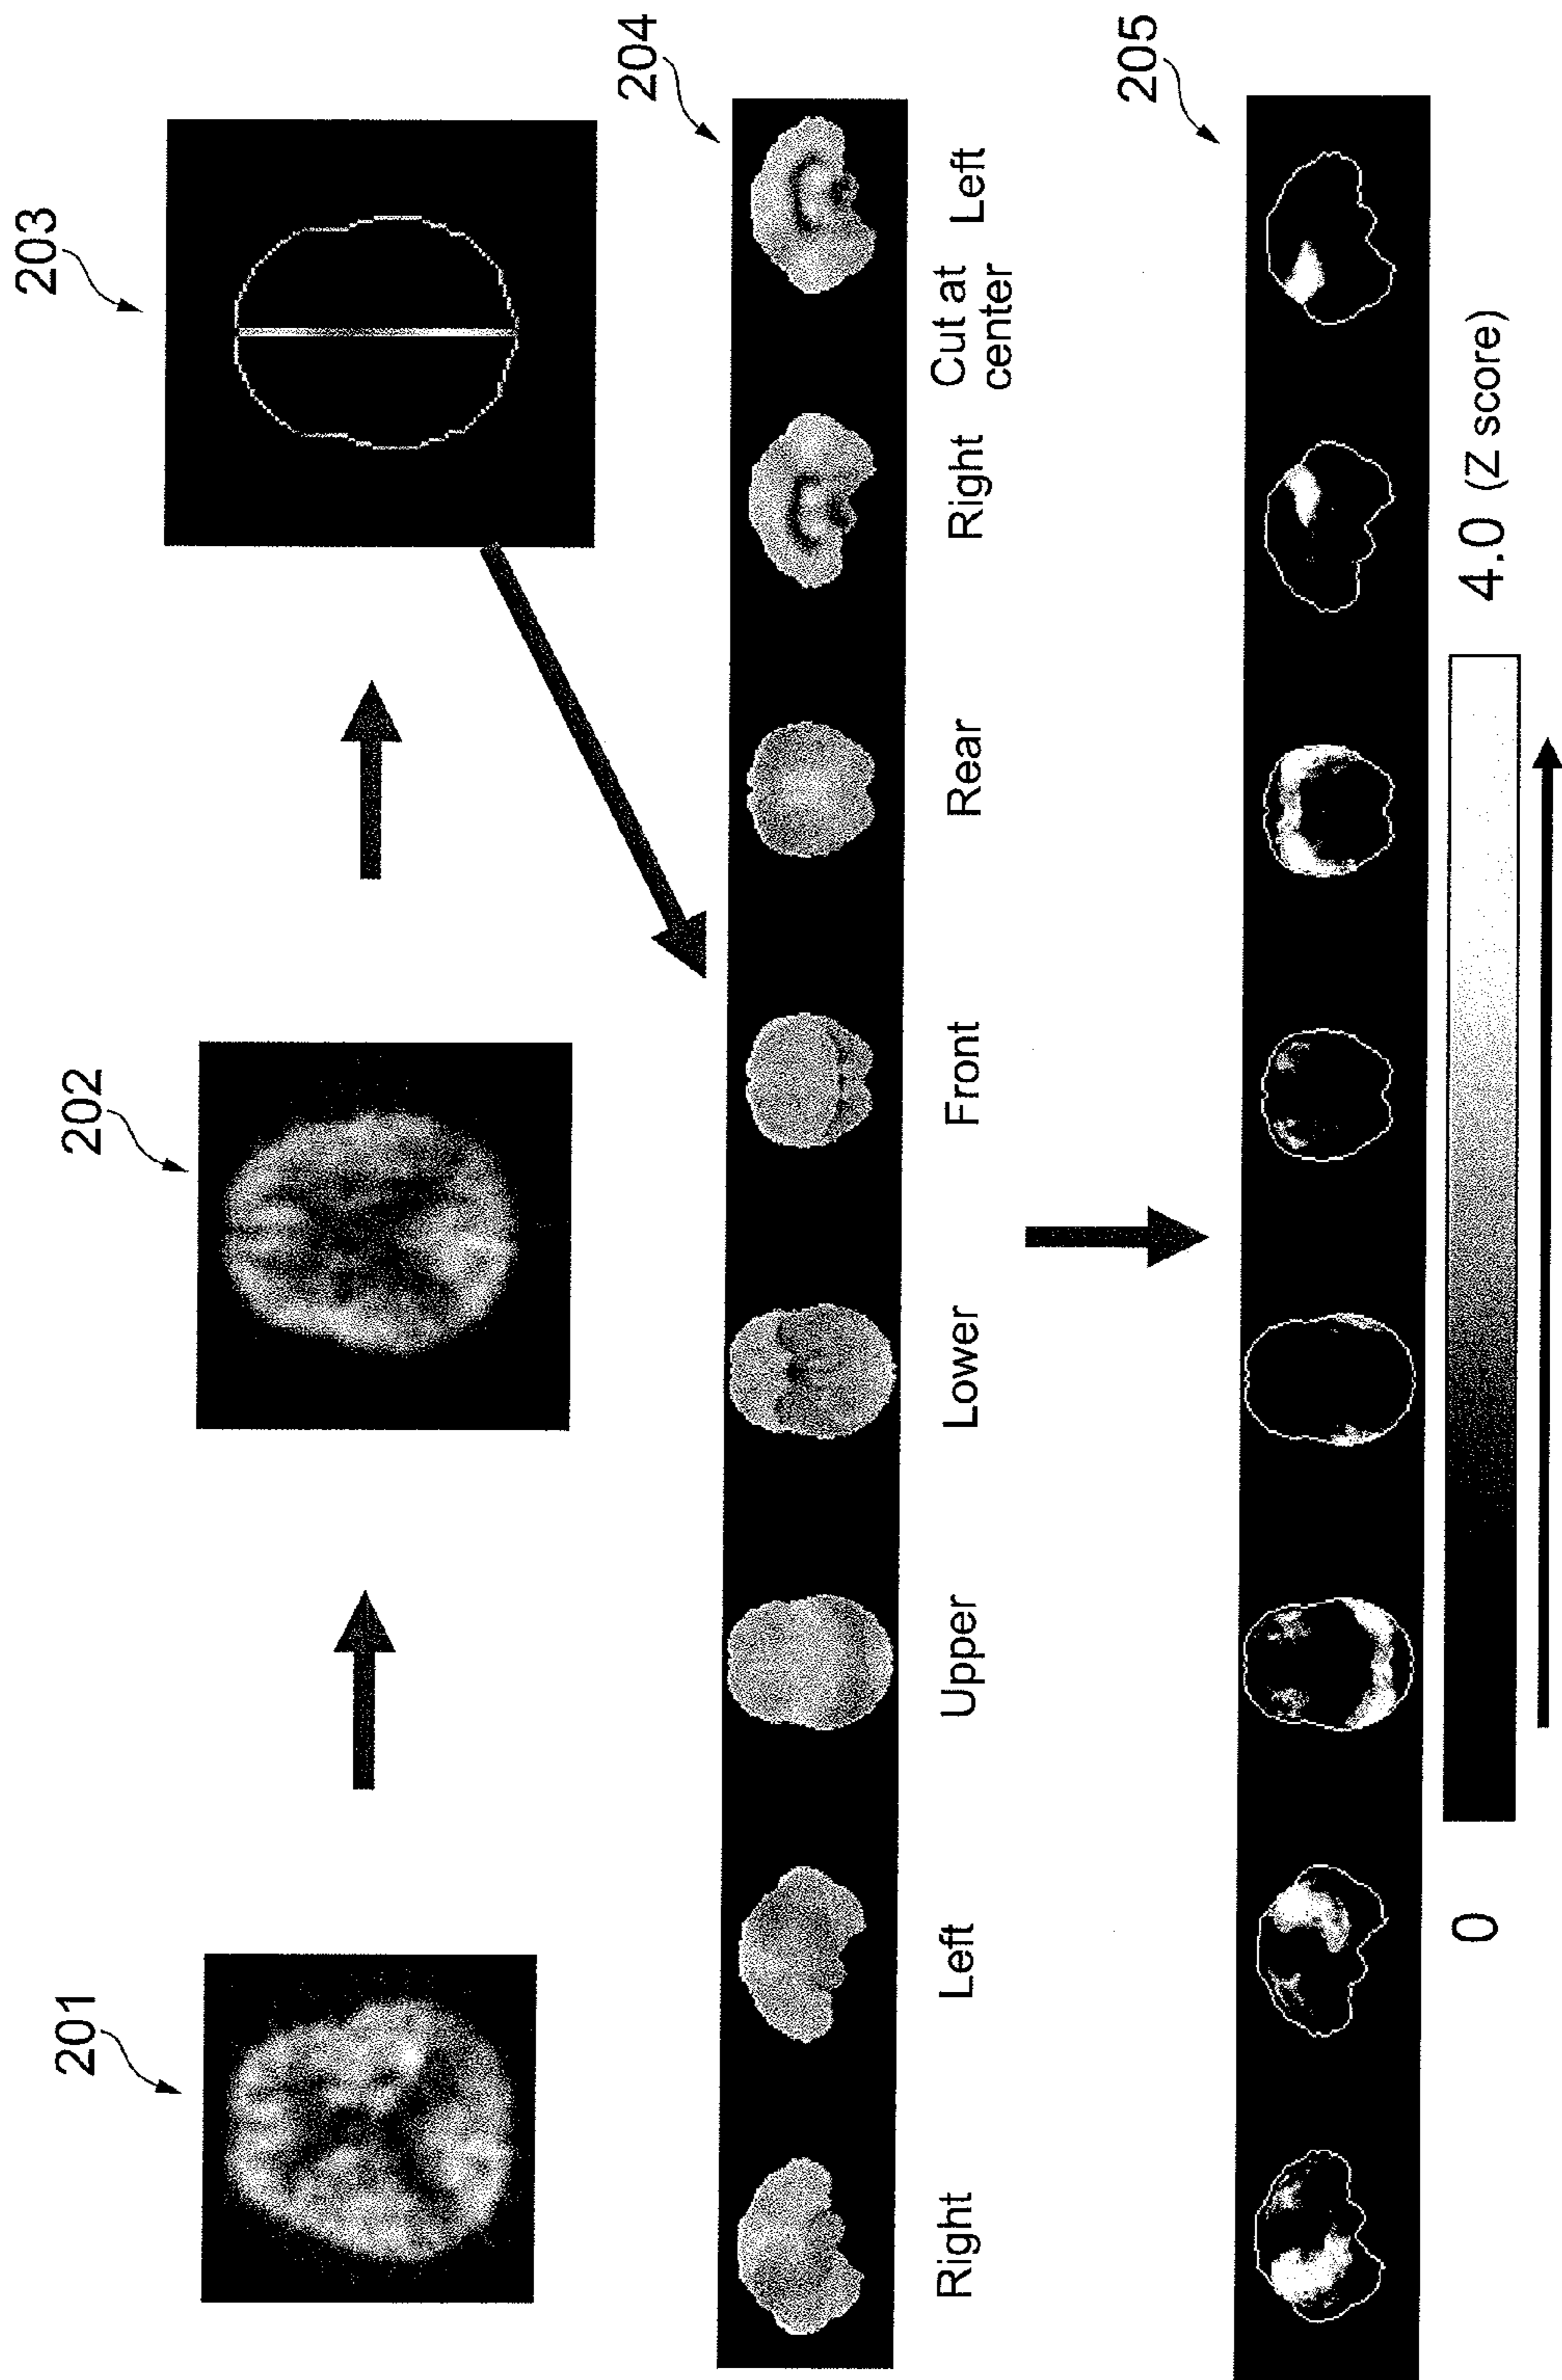 201
202
203
204
Right
Left
Upper
Lower
Front
Rear
Right
Cut at
center
Left
205
0
4.0 (Z score)